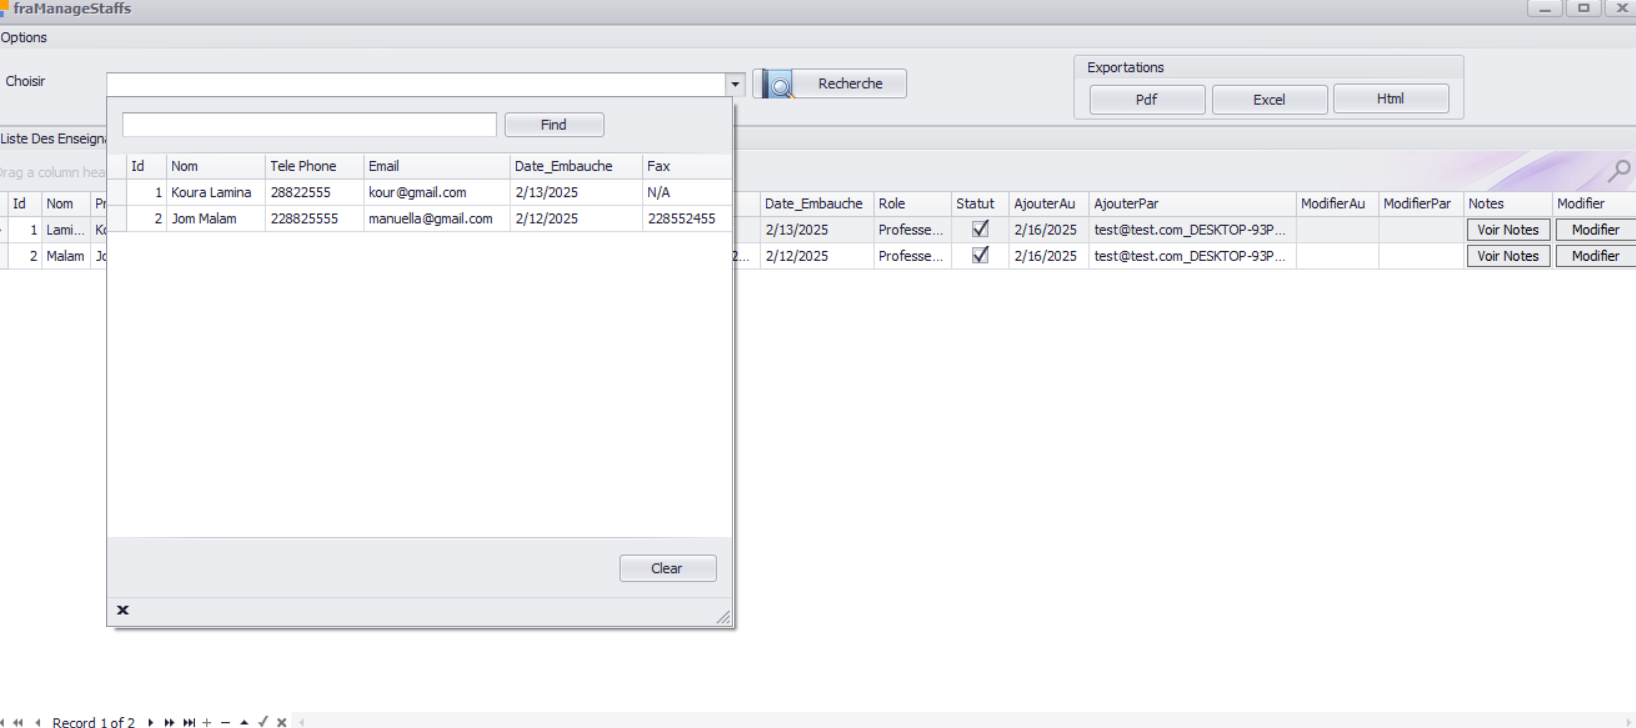 fraManageStaffs
Options
Choisir
Recherche
Exportations
Pdf Excel Html
Find
Liste Des Enseign
Drag a column hea
Id Nom Tele Phone Email Date_Embauche Fax
1 Koura Lamina 28822555 kour@gmail.com 2/13/2025 N/A
2 Jom Malam 228825555 manuella@gmail.com 2/12/2025 228552455
Id Nom Pr Date_Embauche Role Statut AjouterAu AjouterPar ModifierAu ModifierPar Notes Modifier
1 Lami... Ko 2/13/2025 Professe... 2/16/2025 test@test.com_DESKTOP-93P... Voir Notes Modifier
2 Malam Jo 2... 2/12/2025 Professe... 2/16/2025 test@test.com_DESKTOP-93P... Voir Notes Modifier
Clear
Record 1 of 2